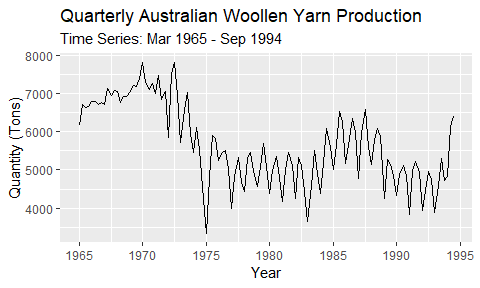 Quarterly Australian Woollen Yarn Production
Time Series: Mar 1965 - Sep 1994
8000
7000
6000
5000
4000
Quantity (Tons)
1965 1970 1975 1980 1985 1990 1995
Year